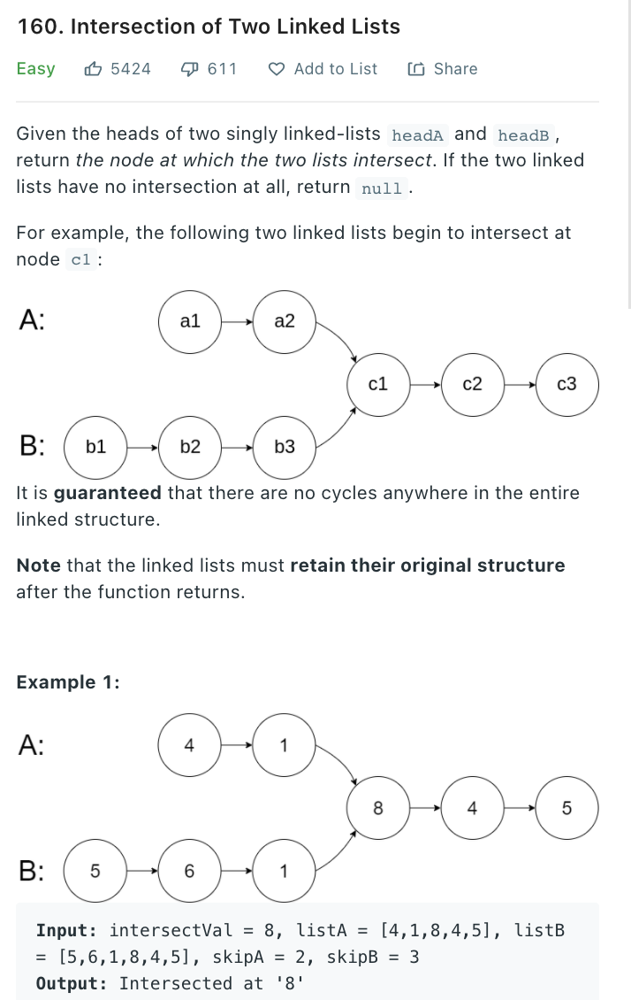 160. Intersection of Two Linked Lists
Easy 5424 611 Add to List Share
Given the heads of two singly linked-lists headA and headB ,
return the node at which the two lists intersect. If the two linked
lists have no intersection at all, return null .
For example, the following two linked lists begin to intersect at
node c1 :
A: a1 a2
c1 c2 c3
B: b1 b2 b3
It is guaranteed that there are no cycles anywhere in the entire
linked structure.
Note that the linked lists must retain their original structure
after the function returns.
Example 1:
A: 4 1
8 4 5
B: 5 6 1
Input: intersectVal = 8, listA = [4,1,8,4,5], listB
= [5,6,1,8,4,5], skipA = 2, skipB = 3
Output: Intersected at '8'